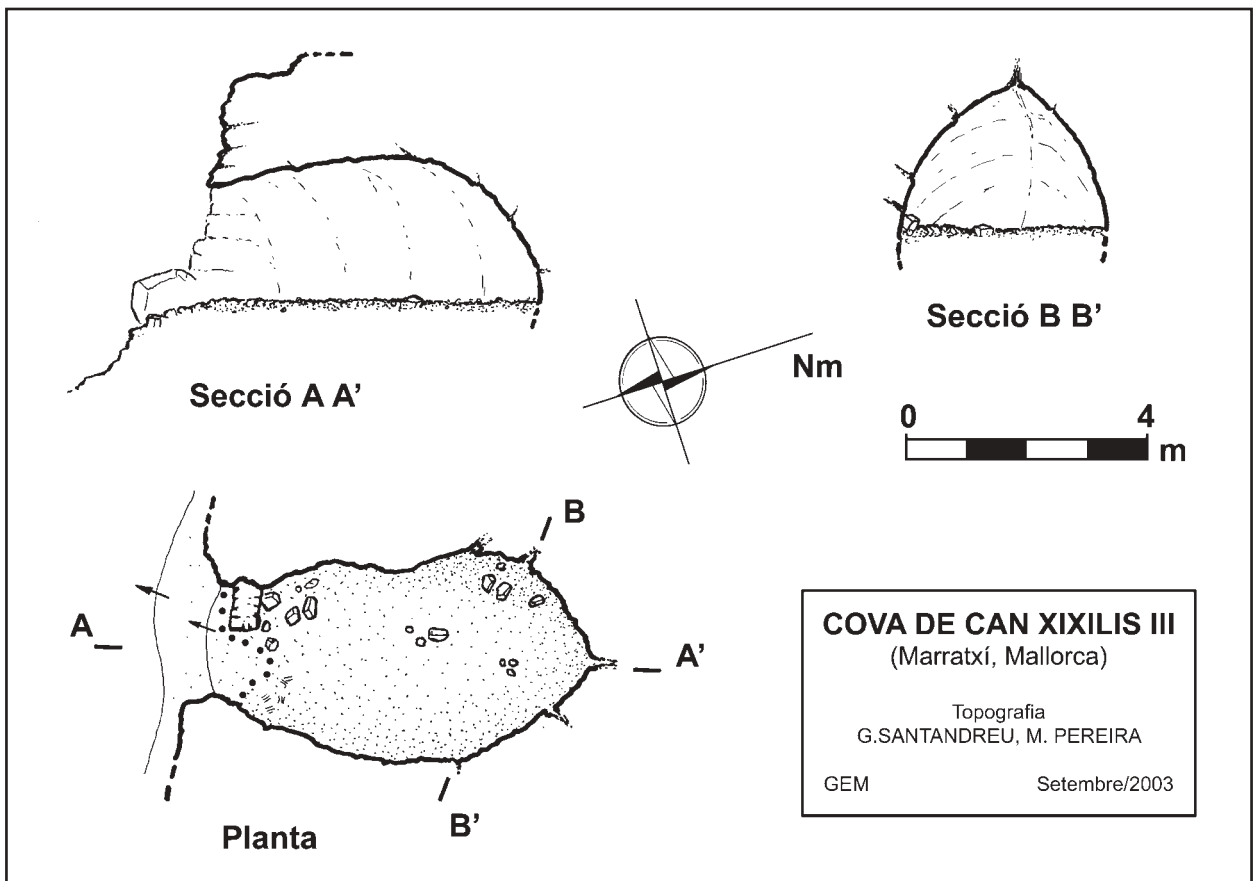 Secció A A’
Secció B B’
Nm
0 4
m
A
B
A’
B’
Planta
COVA DE CAN XIXILIS III
(Marratxí, Mallorca)
Topografia
G.SANTANDREU, M. PEREIRA
GEM Setembre/2003